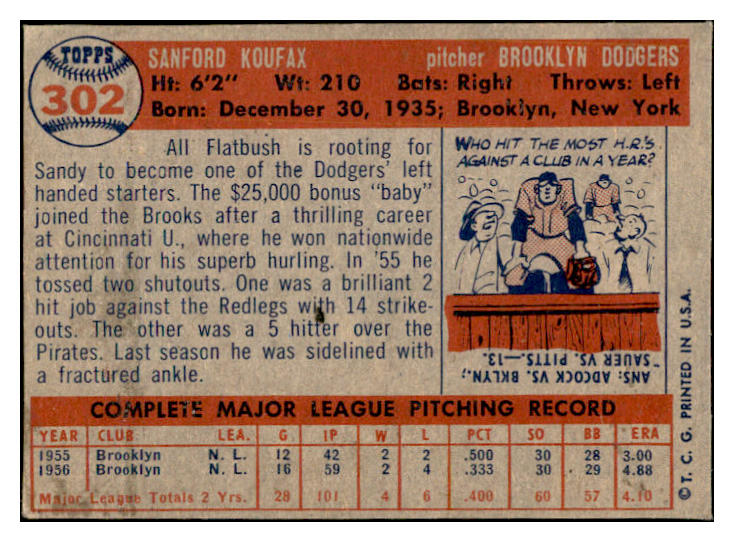 TOPPS
302
SANFORD KOUFAX pitcher BROOKLYN DODGERS
Ht: 6'2" Wt: 210 Bats: Right Throws: Left
Born: December 30, 1935; Brooklyn, New York
All Flatbush is rooting for
Sandy to become one of the Dodgers' left
handed starters. The $25,000 bonus "baby"
joined the Brooks after a thrilling career
at Cincinnati U., where he won nationwide
attention for his superb hurling. In '55 he
tossed two shutouts. One was a brilliant 2
hit job against the Redlegs with 14 strike-
outs. The other was a 5 hitter over the
Pirates. Last season he was sidelined with
a fractured ankle.
WHO HIT THE MOST H.R.'S
AGAINST A CLUB IN A YEAR?
ANS: ADCOCK VS. BKLYN.,;
SAUER VS. PITTS.—13.
COMPLETE MAJOR LEAGUE PITCHING RECORD
YEAR CLUB LEA. G IP W L PCT SO BB ERA
1955 Brooklyn N. L. 12 42 2 2 .500 30 28 3.00
1956 Brooklyn N. L. 16 59 2 4 .333 30 29 4.88
Major League Totals 2 Yrs. 28 101 4 6 .400 60 57 4.10
© T. C. G. PRINTED IN U.S.A.